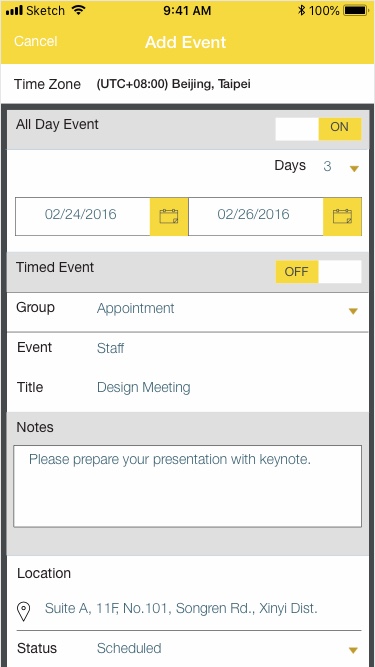 Sketch 9:41 AM 100%
Cancel Add Event
Time Zone (UTC+08:00) Beijing, Taipei
All Day Event ON
Days 3
02/24/2016 02/26/2016
Timed Event OFF
Group Appointment
Event Staff
Title Design Meeting
Notes
Please prepare your presentation with keynote.
Location
Suite A, 11F, No.101, Songren Rd., Xinyi Dist.
Status Scheduled